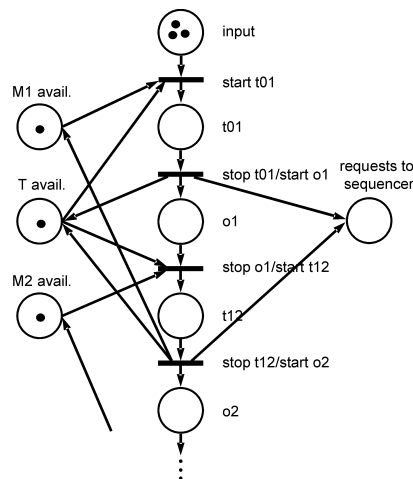 input
M1 avail.
start t01
t01
requests to
sequencer
T avail.
stop t01/start o1
o1
M2 avail.
stop o1/start t12
t12
stop t12/start o2
o2